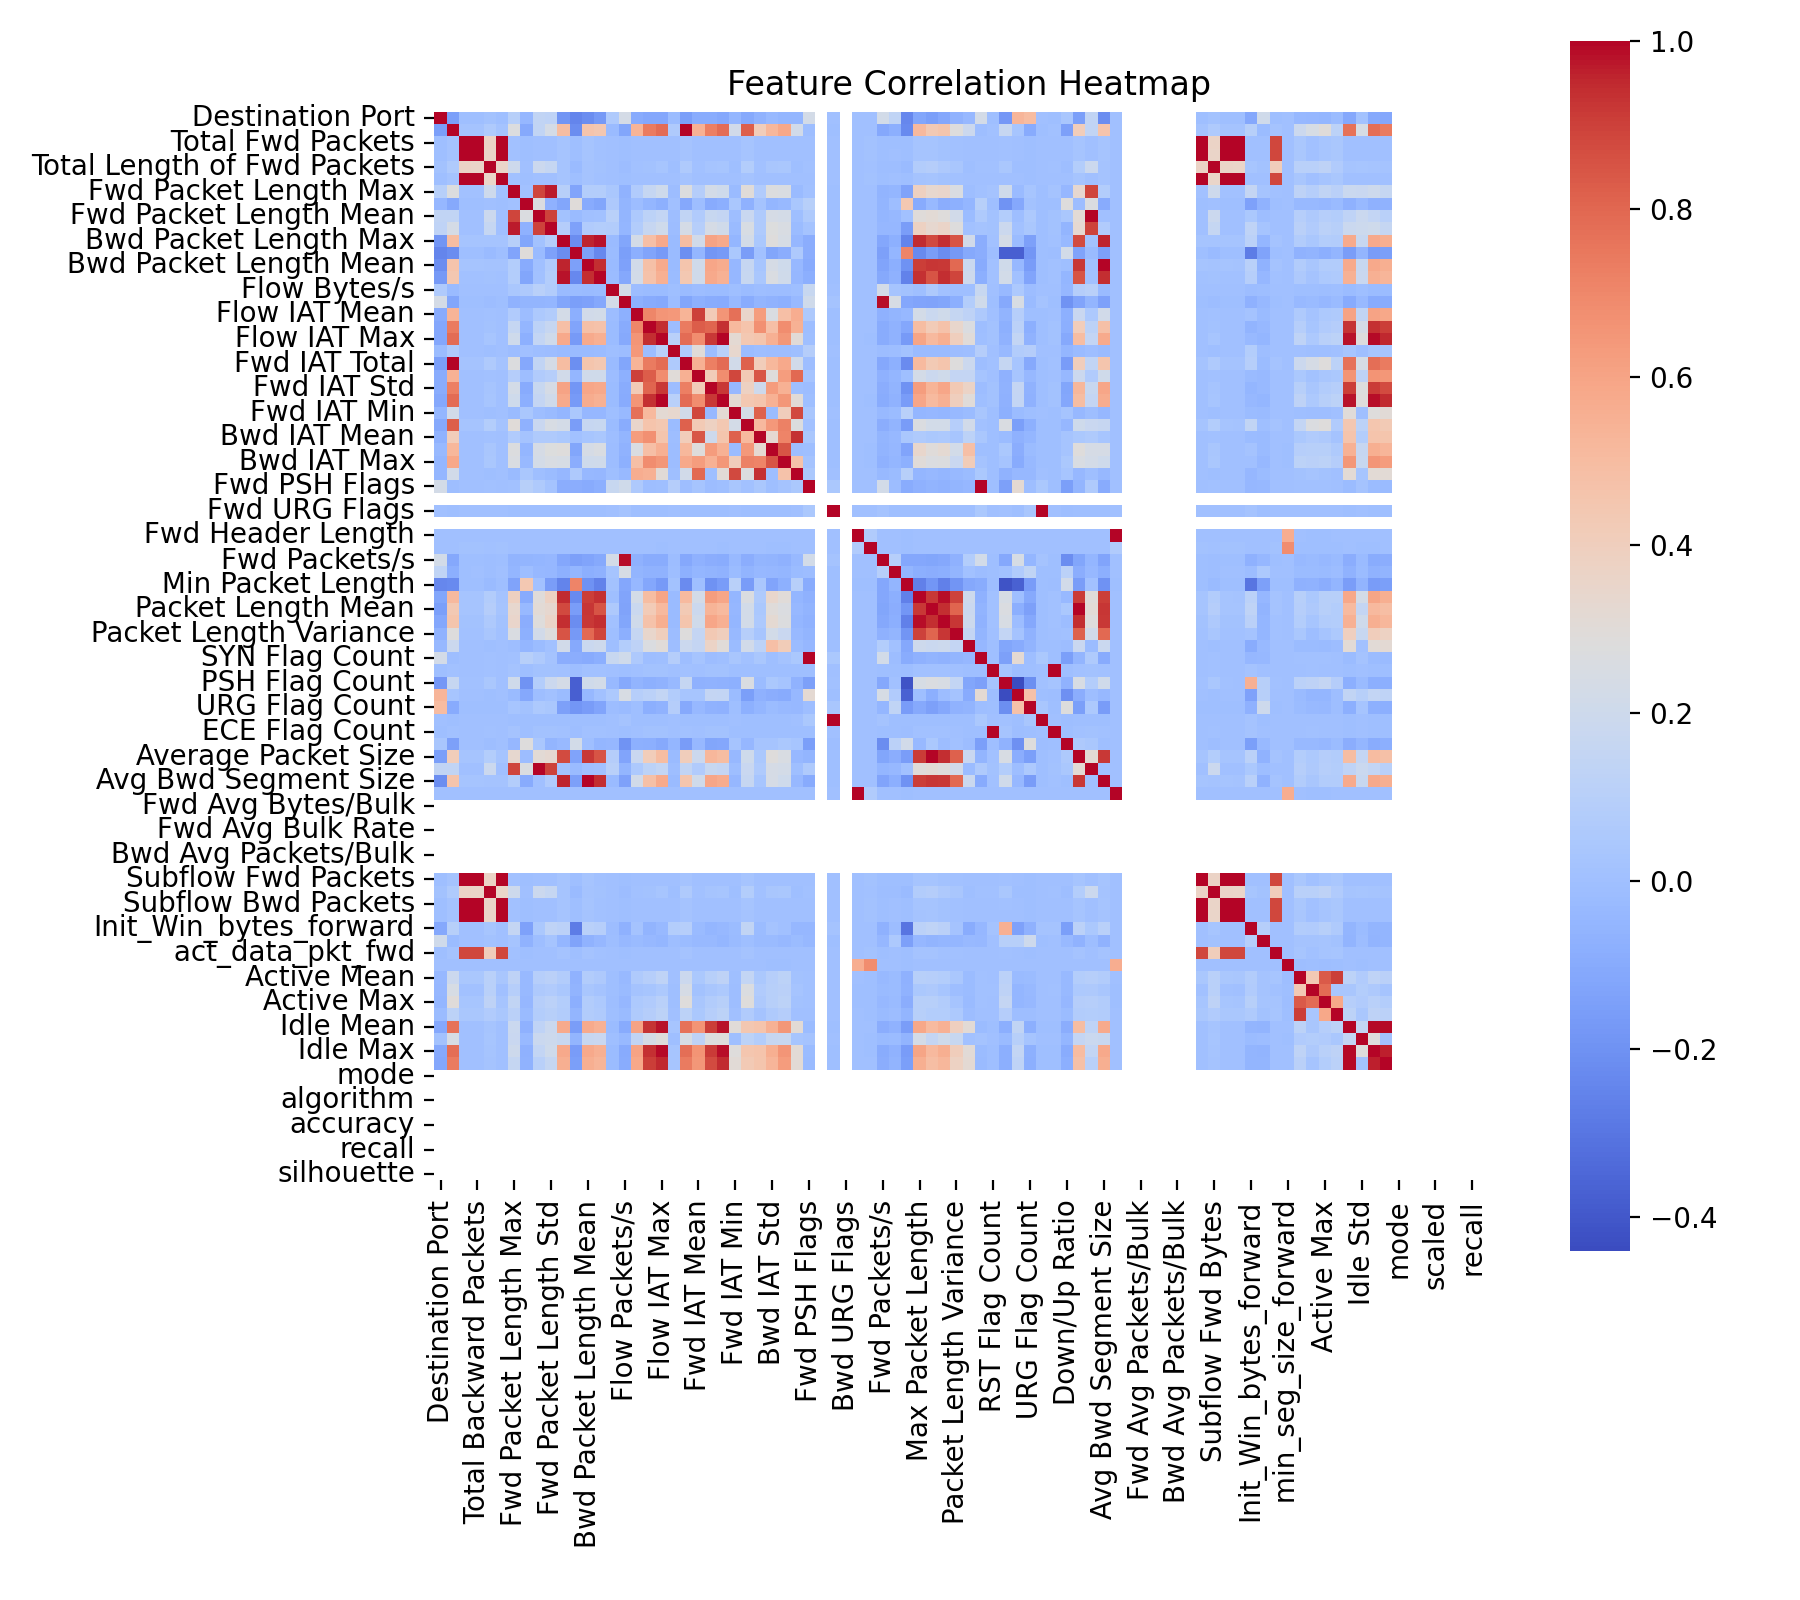 Feature Correlation Heatmap
Destination Port
Total Fwd Packets
Total Length of Fwd Packets
Fwd Packet Length Max
Fwd Packet Length Mean
Bwd Packet Length Max
Bwd Packet Length Mean
Flow Bytes/s
Flow IAT Mean
Flow IAT Max
Fwd IAT Total
Fwd IAT Std
Fwd IAT Min
Bwd IAT Mean
Bwd IAT Max
Fwd PSH Flags
Fwd URG Flags
Fwd Header Length
Fwd Packets/s
Min Packet Length
Packet Length Mean
Packet Length Variance
SYN Flag Count
PSH Flag Count
URG Flag Count
ECE Flag Count
Average Packet Size
Avg Bwd Segment Size
Fwd Avg Bytes/Bulk
Fwd Avg Bulk Rate
Bwd Avg Packets/Bulk
Subflow Fwd Packets
Subflow Bwd Packets
Init_Win_bytes_forward
act_data_pkt_fwd
Active Mean
Active Max
Idle Mean
Idle Max
mode
algorithm
accuracy
recall
silhouette
Destination Port
Total Backward Packets
Fwd Packet Length Max
Fwd Packet Length Std
Bwd Packet Length Mean
Flow Packets/s
Flow IAT Max
Fwd IAT Mean
Fwd IAT Min
Bwd IAT Std
Fwd PSH Flags
Bwd URG Flags
Fwd Packets/s
Max Packet Length
Packet Length Variance
RST Flag Count
URG Flag Count
Down/Up Ratio
Avg Bwd Segment Size
Fwd Avg Packets/Bulk
Bwd Avg Packets/Bulk
Subflow Fwd Bytes
Init_Win_bytes_forward
min_seg_size_forward
Active Max
Idle Std
mode
scaled
recall
1.0
0.8
0.6
0.4
0.2
0.0
−0.2
−0.4